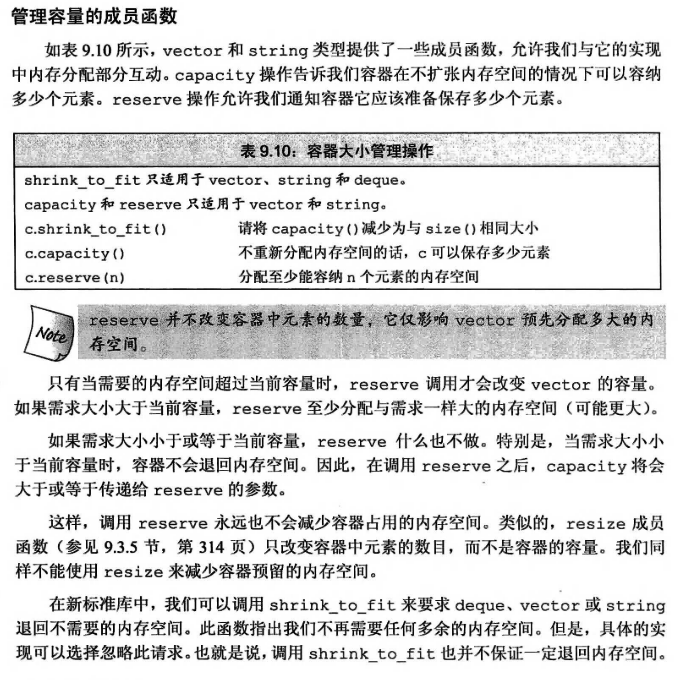 管理容量的成员函数
如表 9.10 所示，vector 和 string 类型提供了一些成员函数，允许我们与它的实现
中内存分配部分互动。capacity 操作告诉我们容器在不扩张内存空间的情况下可以容纳
多少个元素。reserve 操作允许我们通知容器它应该准备保存多少个元素。
表 9.10：容器大小管理操作
shrink_to_fit 只适用于 vector、string 和 deque。
capacity 和 reserve 只适用于 vector 和 string。
c.shrink_to_fit() 请将 capacity()减少为与 size()相同大小
c.capacity() 不重新分配内存空间的话，c 可以保存多少元素
c.reserve(n) 分配至少能容纳 n 个元素的内存空间
Note
reserve 并不改变容器中元素的数量，它仅影响 vector 预先分配多大的内
存空间。
只有当需要的内存空间超过当前容量时，reserve 调用才会改变 vector 的容量。
如果需求大小大于当前容量，reserve 至少分配与需求一样大的内存空间（可能更大）。
如果需求大小小于或等于当前容量，reserve 什么也不做。特别是，当需求大小小
于当前容量时，容器不会退回内存空间。因此，在调用 reserve 之后，capacity 将会
大于或等于传递给 reserve 的参数。
这样，调用 reserve 永远也不会减少容器占用的内存空间。类似的，resize 成员
函数（参见 9.3.5 节，第 314 页）只改变容器中元素的数目，而不是容器的容量。我们同
样不能使用 resize 来减少容器预留的内存空间。
在新标准库中，我们可以调用 shrink_to_fit 来要求 deque、vector 或 string
退回不需要的内存空间。此函数指出我们不再需要任何多余的内存空间。但是，具体的实
现可以选择忽略此请求。也就是说，调用 shrink_to_fit 也并不保证一定退回内存空间。